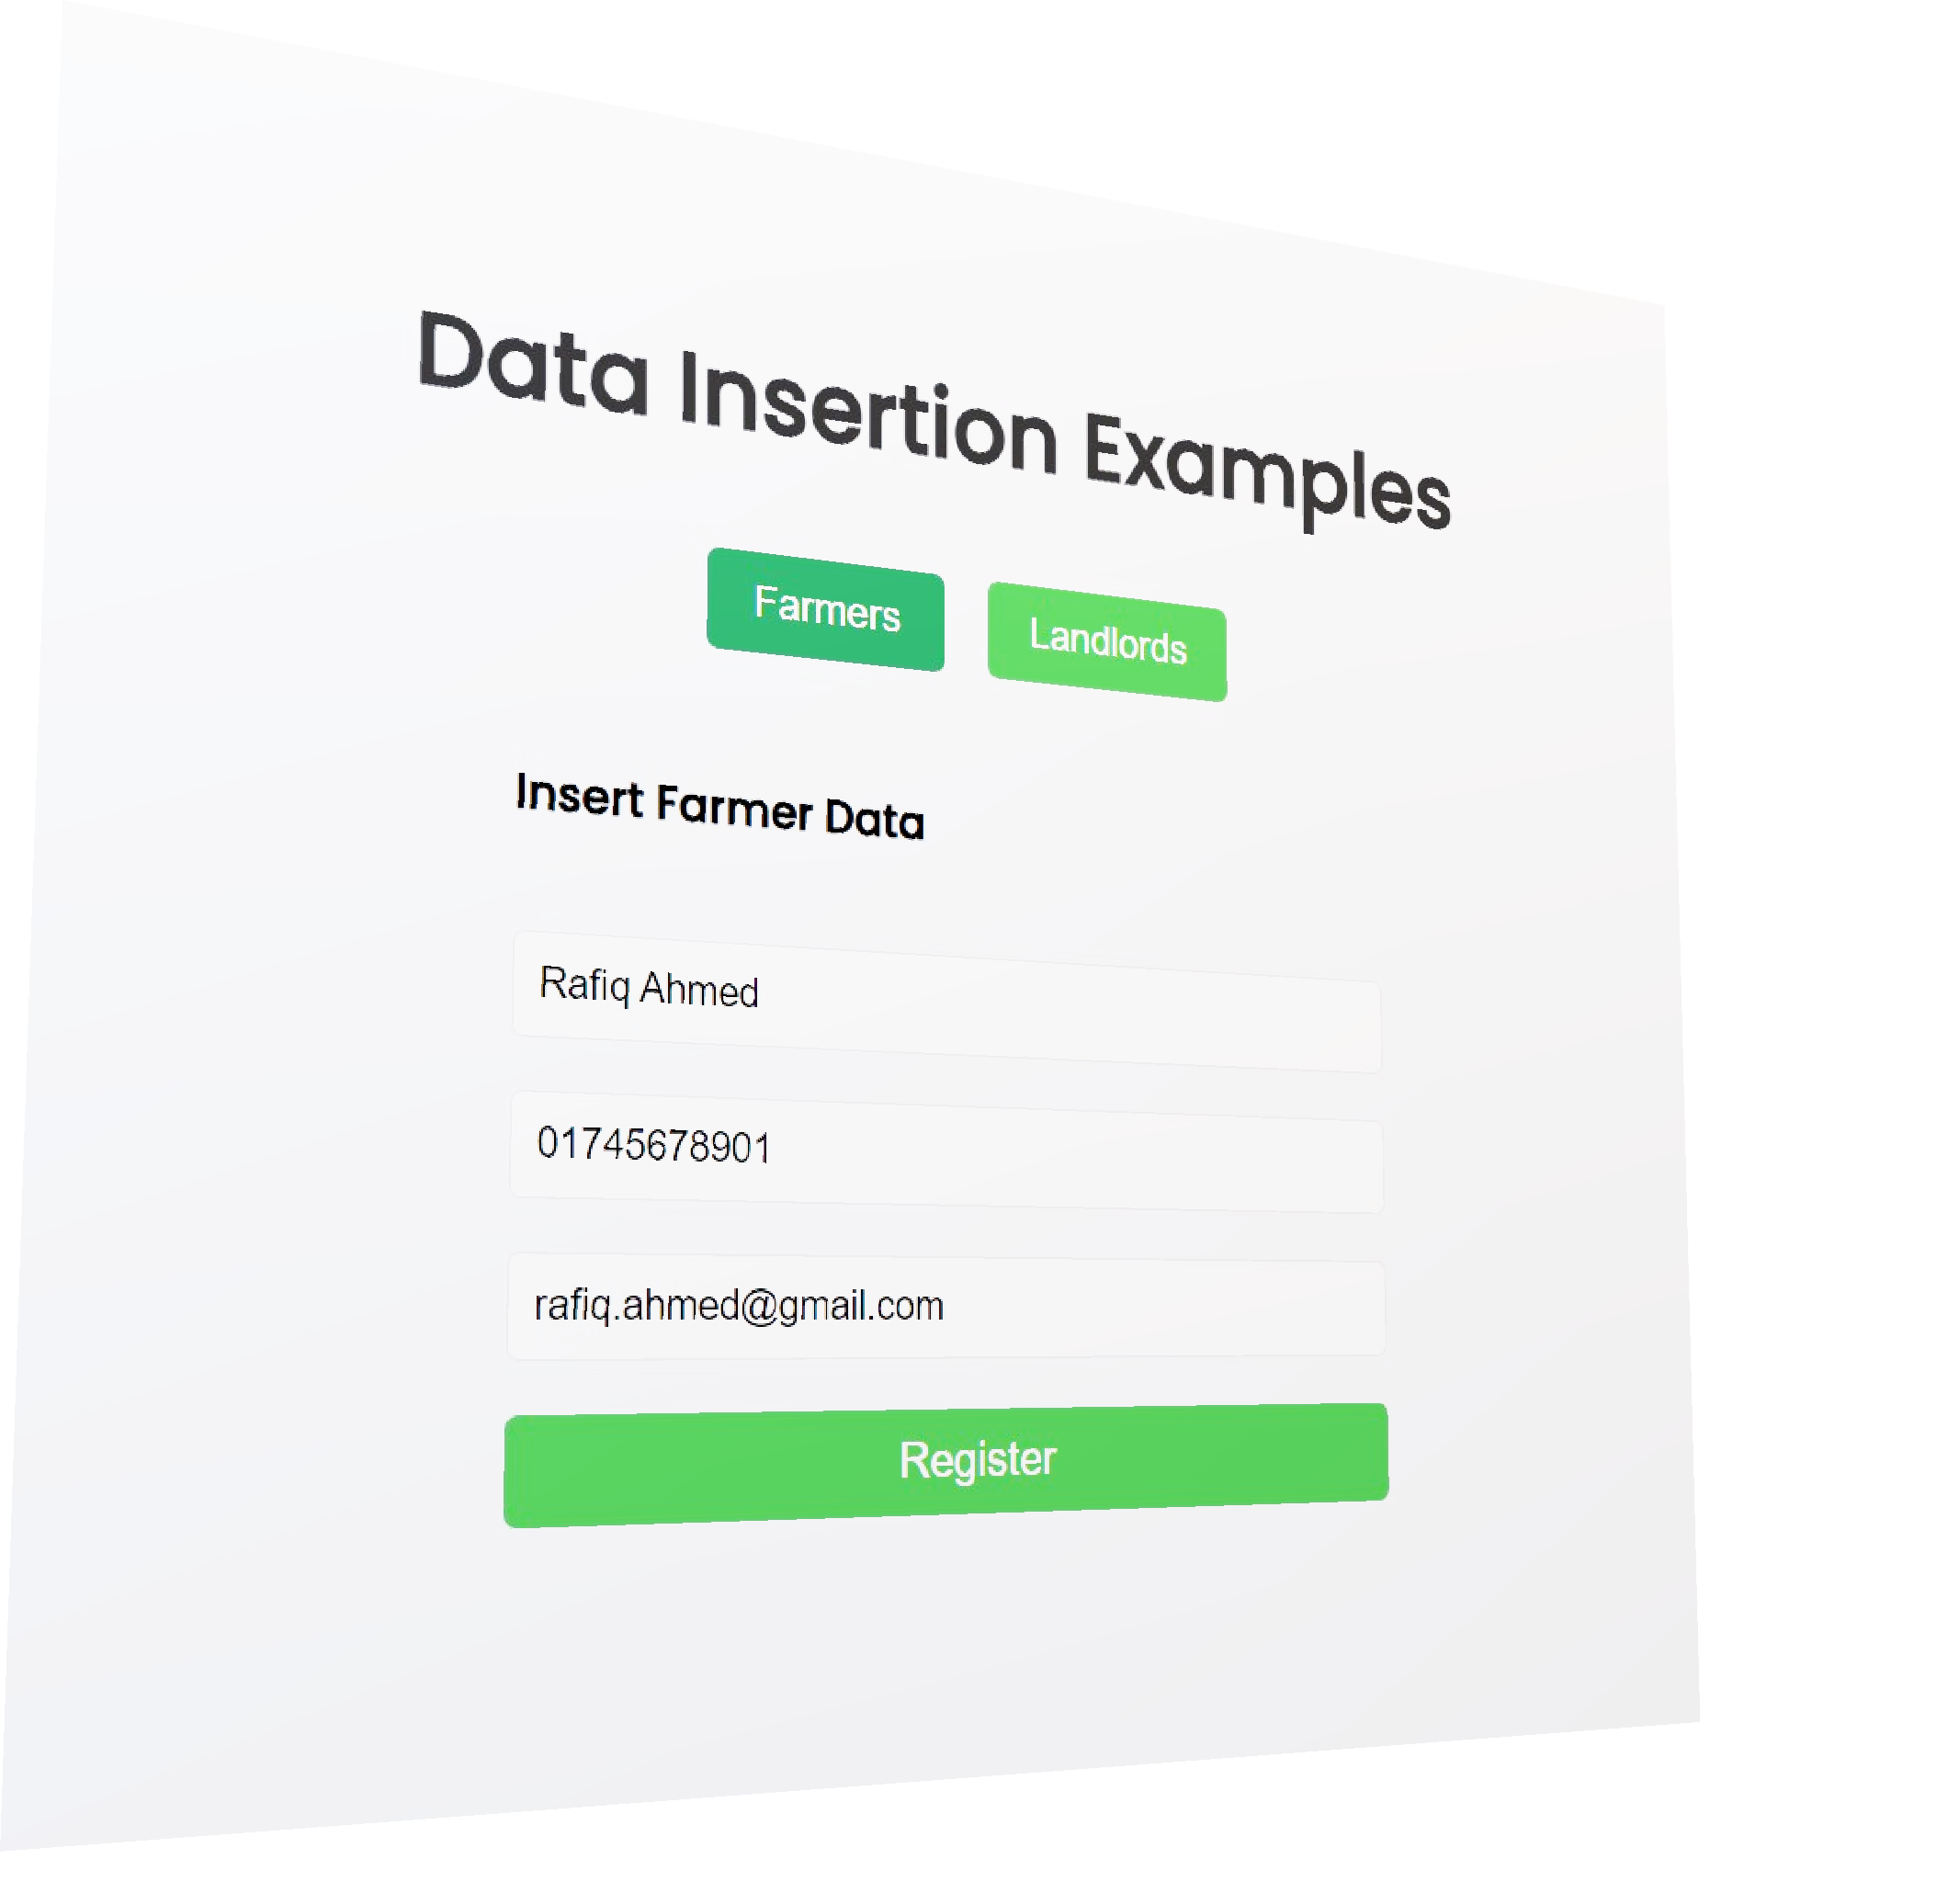 Data Insertion Examples
Farmers Landlords
Insert Farmer Data
Rafiq Ahmed
01745678901
rafiq.ahmed@gmail.com
Register